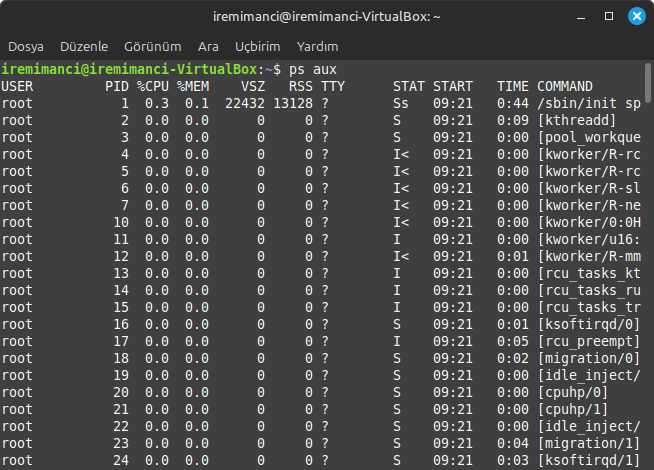 iremimanci@iremimanci-VirtualBox: ~
Dosya Düzenle Görünüm Ara Uçbirim Yardım
iremimanci@iremimanci-VirtualBox:~$ ps aux
USER PID %CPU %MEM VSZ RSS TTY STAT START TIME COMMAND
root 1 0.3 0.1 22432 13128 ? Ss 09:21 0:44 /sbin/init sp
root 2 0.0 0.0 0 0 ? S 09:21 0:09 [kthreadd]
root 3 0.0 0.0 0 0 ? S 09:21 0:00 [pool_workque
root 4 0.0 0.0 0 0 ? I< 09:21 0:00 [kworker/R-rc
root 5 0.0 0.0 0 0 ? I< 09:21 0:00 [kworker/R-rc
root 6 0.0 0.0 0 0 ? I< 09:21 0:00 [kworker/R-sl
root 7 0.0 0.0 0 0 ? I< 09:21 0:00 [kworker/R-ne
root 10 0.0 0.0 0 0 ? I< 09:21 0:00 [kworker/0:0H
root 11 0.0 0.0 0 0 ? I 09:21 0:00 [kworker/u16:
root 12 0.0 0.0 0 0 ? I< 09:21 0:01 [kworker/R-mm
root 13 0.0 0.0 0 0 ? I 09:21 0:00 [rcu_tasks_kt
root 14 0.0 0.0 0 0 ? I 09:21 0:00 [rcu_tasks_ru
root 15 0.0 0.0 0 0 ? I 09:21 0:00 [rcu_tasks_tr
root 16 0.0 0.0 0 0 ? S 09:21 0:01 [ksoftirqd/0]
root 17 0.0 0.0 0 0 ? I 09:21 0:05 [rcu_preempt]
root 18 0.0 0.0 0 0 ? S 09:21 0:02 [migration/0]
root 19 0.0 0.0 0 0 ? S 09:21 0:00 [idle_inject/
root 20 0.0 0.0 0 0 ? S 09:21 0:00 [cpuhp/0]
root 21 0.0 0.0 0 0 ? S 09:21 0:00 [cpuhp/1]
root 22 0.0 0.0 0 0 ? S 09:21 0:00 [idle_inject/
root 23 0.0 0.0 0 0 ? S 09:21 0:04 [migration/1]
root 24 0.0 0.0 0 0 ? S 09:21 0:03 [ksoftirqd/1]